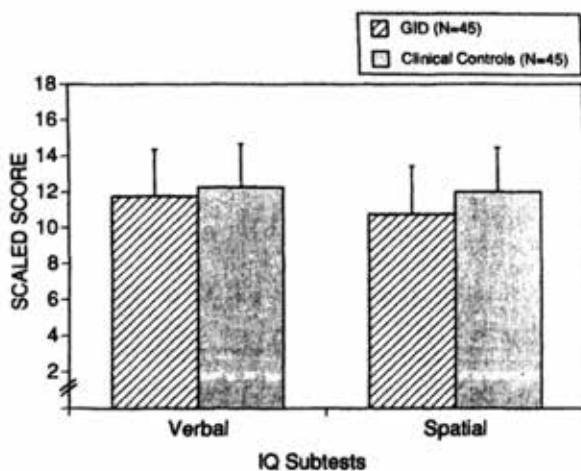 GID (N=45)
Clinical Controls (N=45)
18
16
14
12
10
8
6
4
2
SCALED SCORE
Verbal
Spatial
IQ Subtests